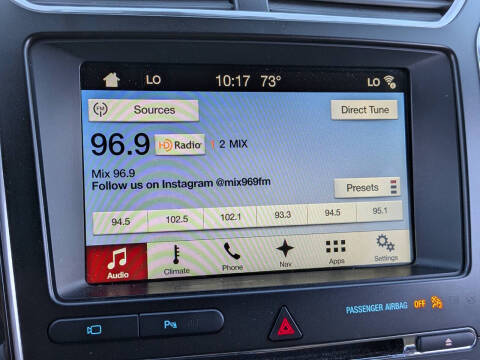 LO 10:17 73° LO
FM Sources Direct Tune
96.9 HD Radio 1 2 MIX
Mix 96.9
Follow us on Instagram @mix969fm
Presets
94.5 102.5 102.1 93.3 94.5 95.1
Audio Climate Phone Nav Apps Settings
PASSENGER AIRBAG OFF
P